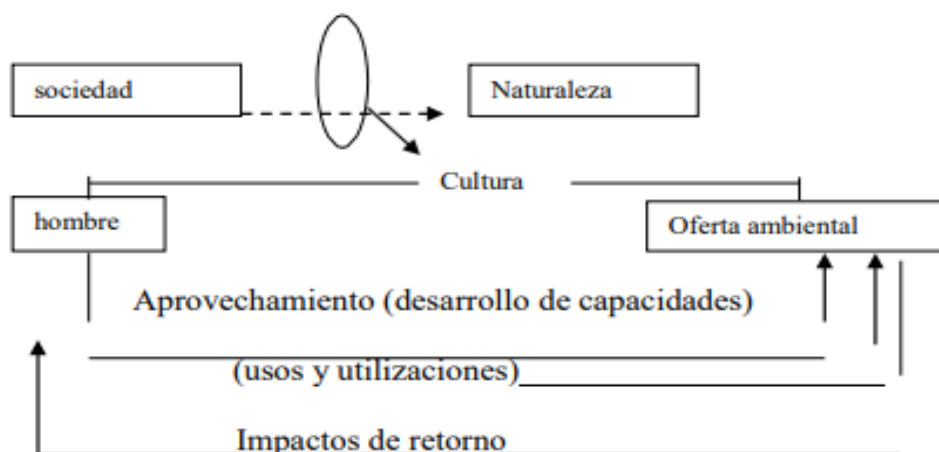 sociedad
Naturaleza
Cultura
hombre
Oferta ambiental
Aprovechamiento (desarrollo de capacidades)
(usos y utilizaciones)
Impactos de retorno